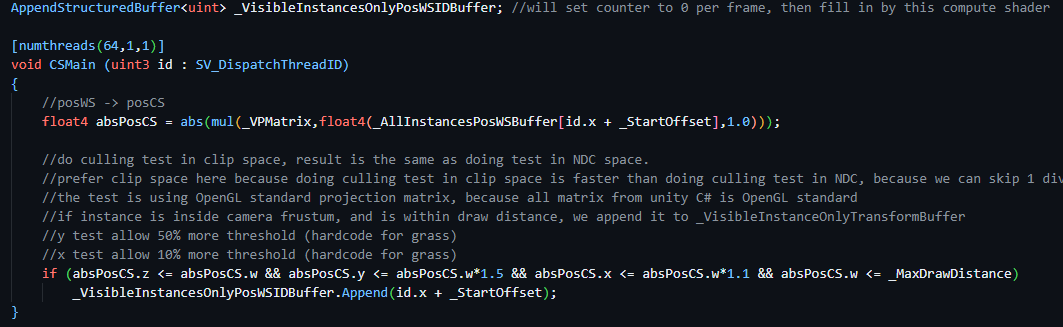 AppendStructuredBuffer<uint> _VisibleInstancesOnlyPosWSIDBuffer; //will set counter to 0 per frame, then fill in by this compute shader
[numthreads(64,1,1)]
void CSMain (uint3 id : SV_DispatchThreadID)
{
//posWS -> posCS
float4 absPosCS = abs(mul(_VPMatrix,float4(_AllInstancesPosWSBuffer[id.x + _StartOffset],1.0)));
//do culling test in clip space, result is the same as doing test in NDC space.
//prefer clip space here because doing culling test in clip space is faster than doing culling test in NDC, because we can skip 1 div
//the test is using OpenGL standard projection matrix, because all matrix from unity C# is OpenGL standard
//if instance is inside camera frustum, and is within draw distance, we append it to _VisibleInstanceOnlyTransformBuffer
//y test allow 50% more threshold (hardcode for grass)
//x test allow 10% more threshold (hardcode for grass)
if (absPosCS.z <= absPosCS.w && absPosCS.y <= absPosCS.w*1.5 && absPosCS.x <= absPosCS.w*1.1 && absPosCS.w <= _MaxDrawDistance)
_VisibleInstancesOnlyPosWSIDBuffer.Append(id.x + _StartOffset);
}